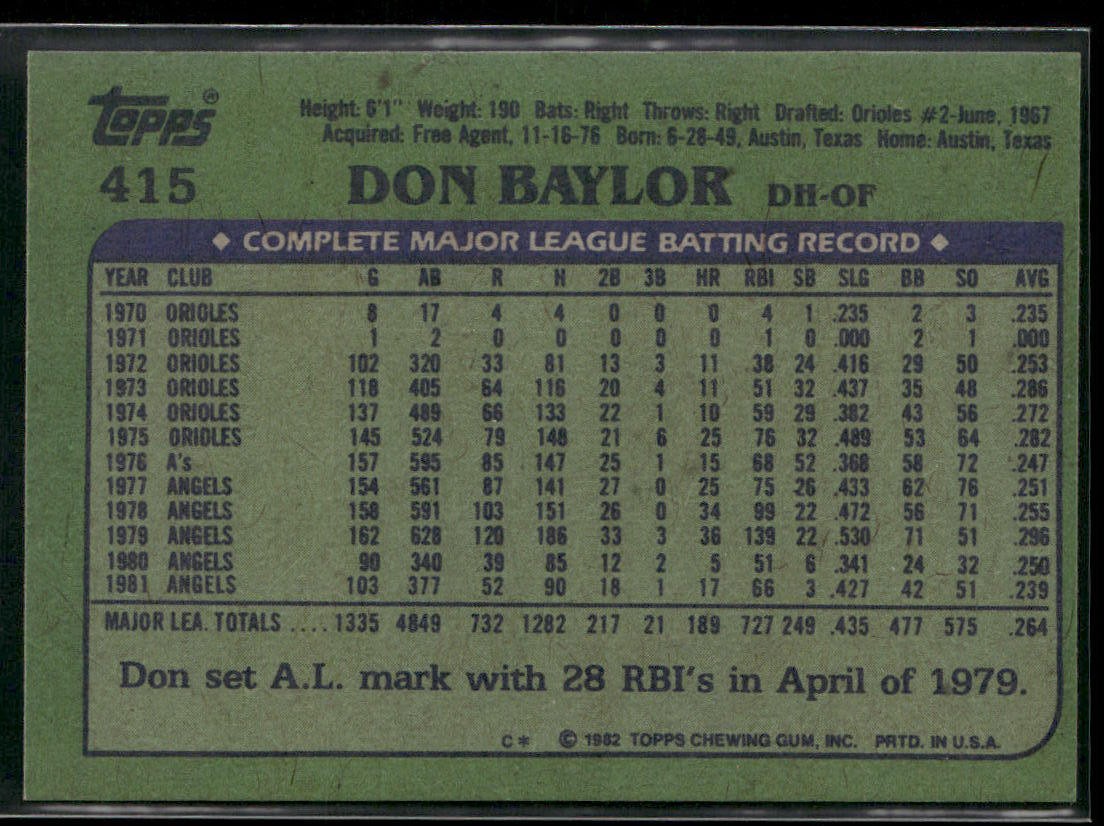 Topps®
Height: 6'1" Weight: 190 Bats: Right Throws: Right Drafted: Orioles #2-June, 1967
Acquired: Free Agent, 11-16-76 Born: 6-28-49, Austin, Texas Home: Austin, Texas
415 DON BAYLOR DH-OF
◆ COMPLETE MAJOR LEAGUE BATTING RECORD ◆
YEAR CLUB G AB R H 2B 3B HR RBI SB SLG BB SO AVG
1970 ORIOLES 8 17 4 4 0 0 0 4 1 .235 2 3 .235
1971 ORIOLES 1 2 0 0 0 0 0 1 0 .000 2 1 .000
1972 ORIOLES 102 320 33 81 13 3 11 38 24 .416 29 50 .253
1973 ORIOLES 118 405 64 116 20 4 11 51 32 .437 35 48 .286
1974 ORIOLES 137 489 66 133 22 1 10 59 29 .382 43 56 .272
1975 ORIOLES 145 524 79 148 21 6 25 76 32 .489 53 64 .282
1976 A's 157 595 85 147 25 1 15 68 52 .368 58 72 .247
1977 ANGELS 154 561 87 141 27 0 25 75 26 .433 62 76 .251
1978 ANGELS 158 591 103 151 26 0 34 99 22 .472 56 71 .255
1979 ANGELS 162 628 120 186 33 3 36 139 22 .530 71 51 .296
1980 ANGELS 90 340 39 85 12 2 5 51 6 .341 24 32 .250
1981 ANGELS 103 377 52 90 18 1 17 66 3 .427 42 51 .239
MAJOR LEA. TOTALS .... 1335 4849 732 1282 217 21 189 727 249 .435 477 575 .264
Don set A.L. mark with 28 RBI's in April of 1979.
C* © 1982 TOPPS CHEWING GUM, INC. PRTD. IN U.S.A.